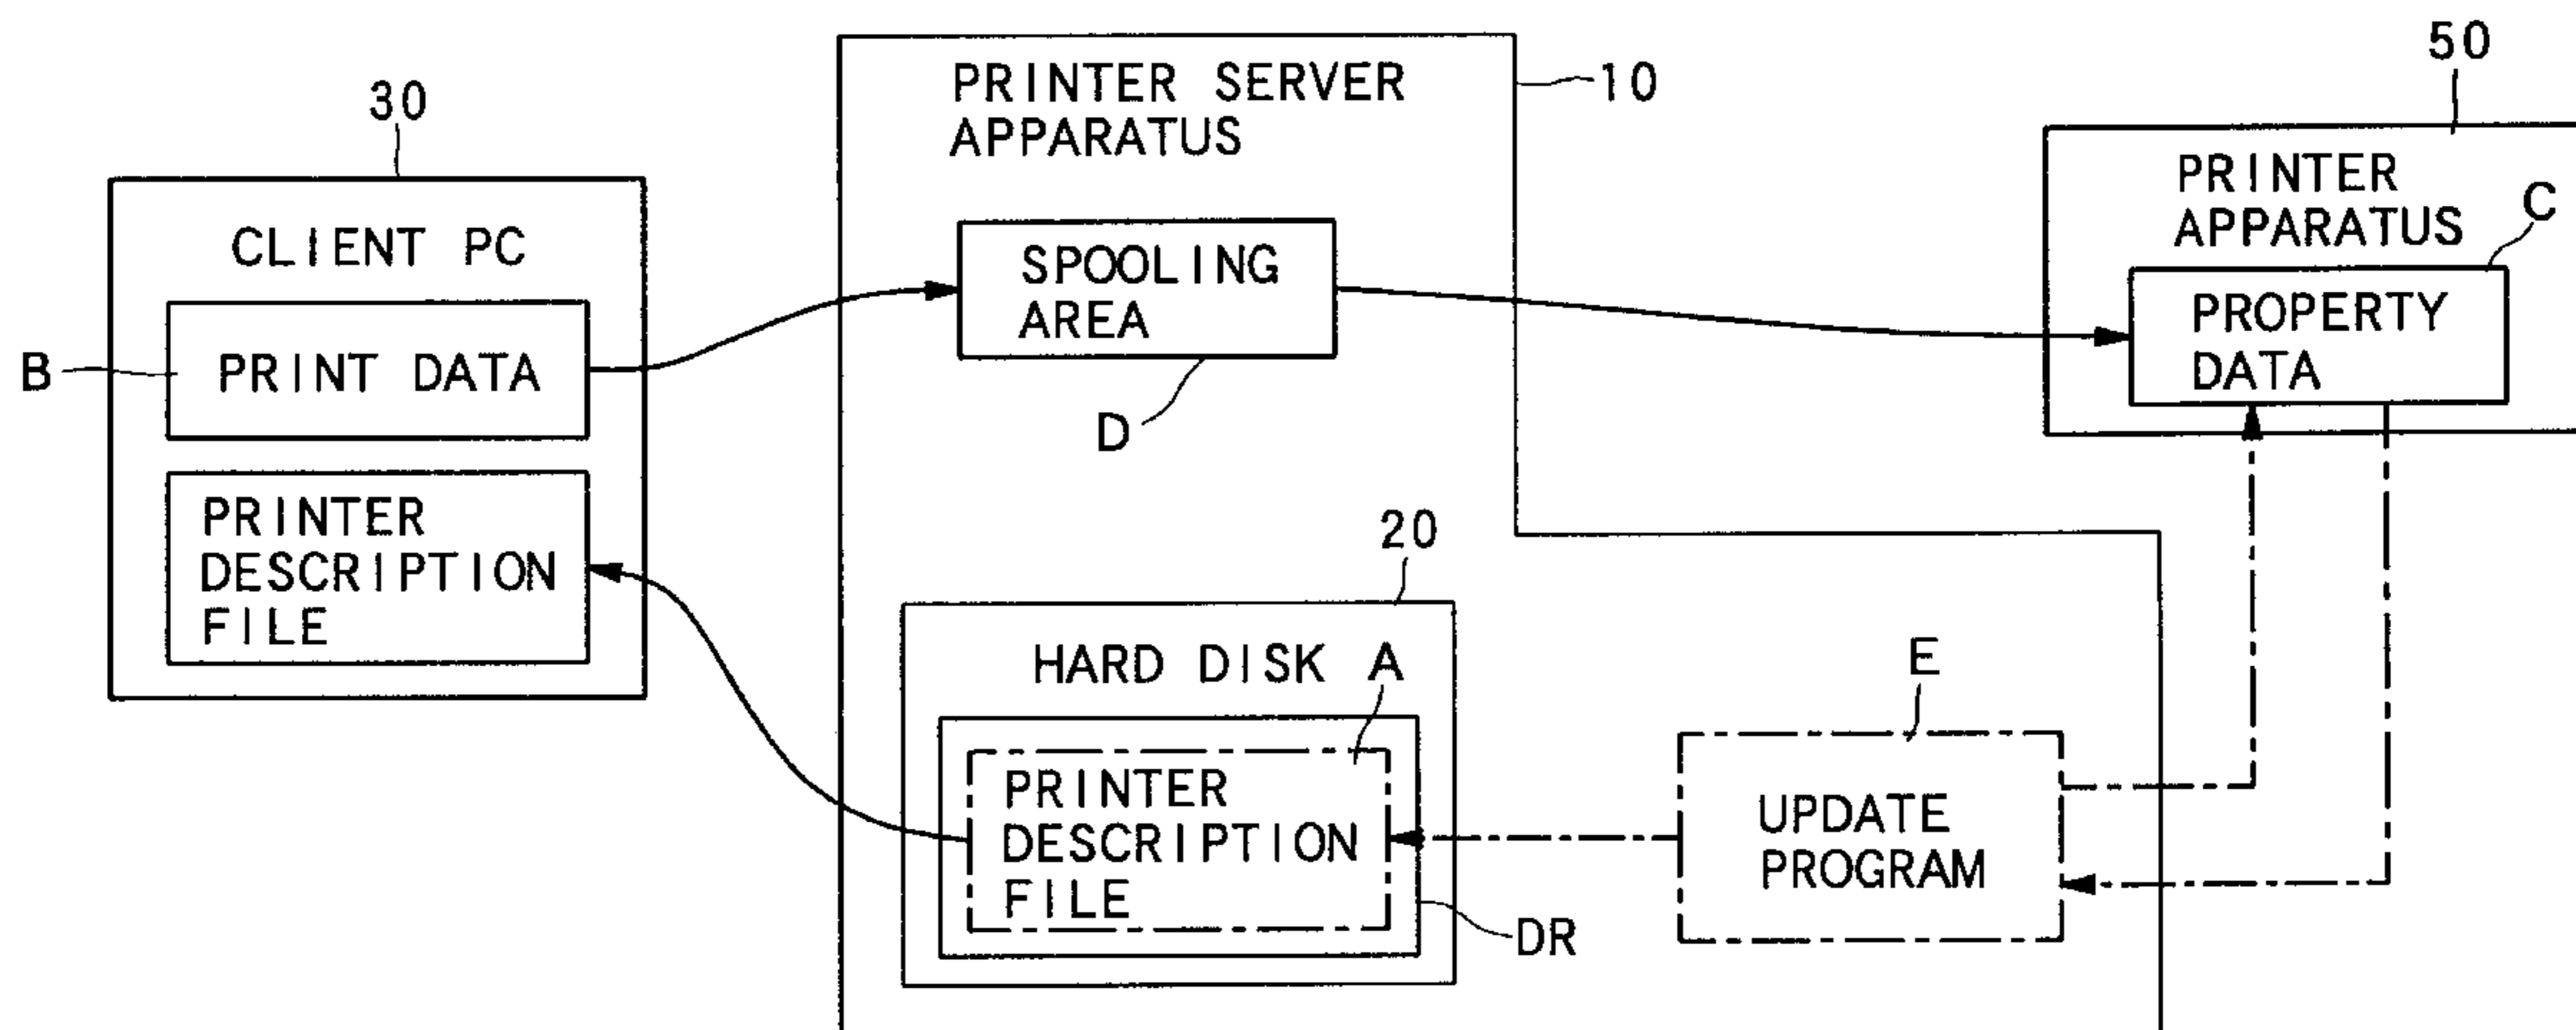 30
CLIENT PC
B
PRINT DATA
PRINTER
DESCRIPTION
FILE
PRINTER SERVER
APPARATUS
10
SPOOLING
AREA
D
20
HARD DISK
A
PRINTER
DESCRIPTION
FILE
DR
E
UPDATE
PROGRAM
50
PRINTER
APPARATUS
C
PROPERTY
DATA